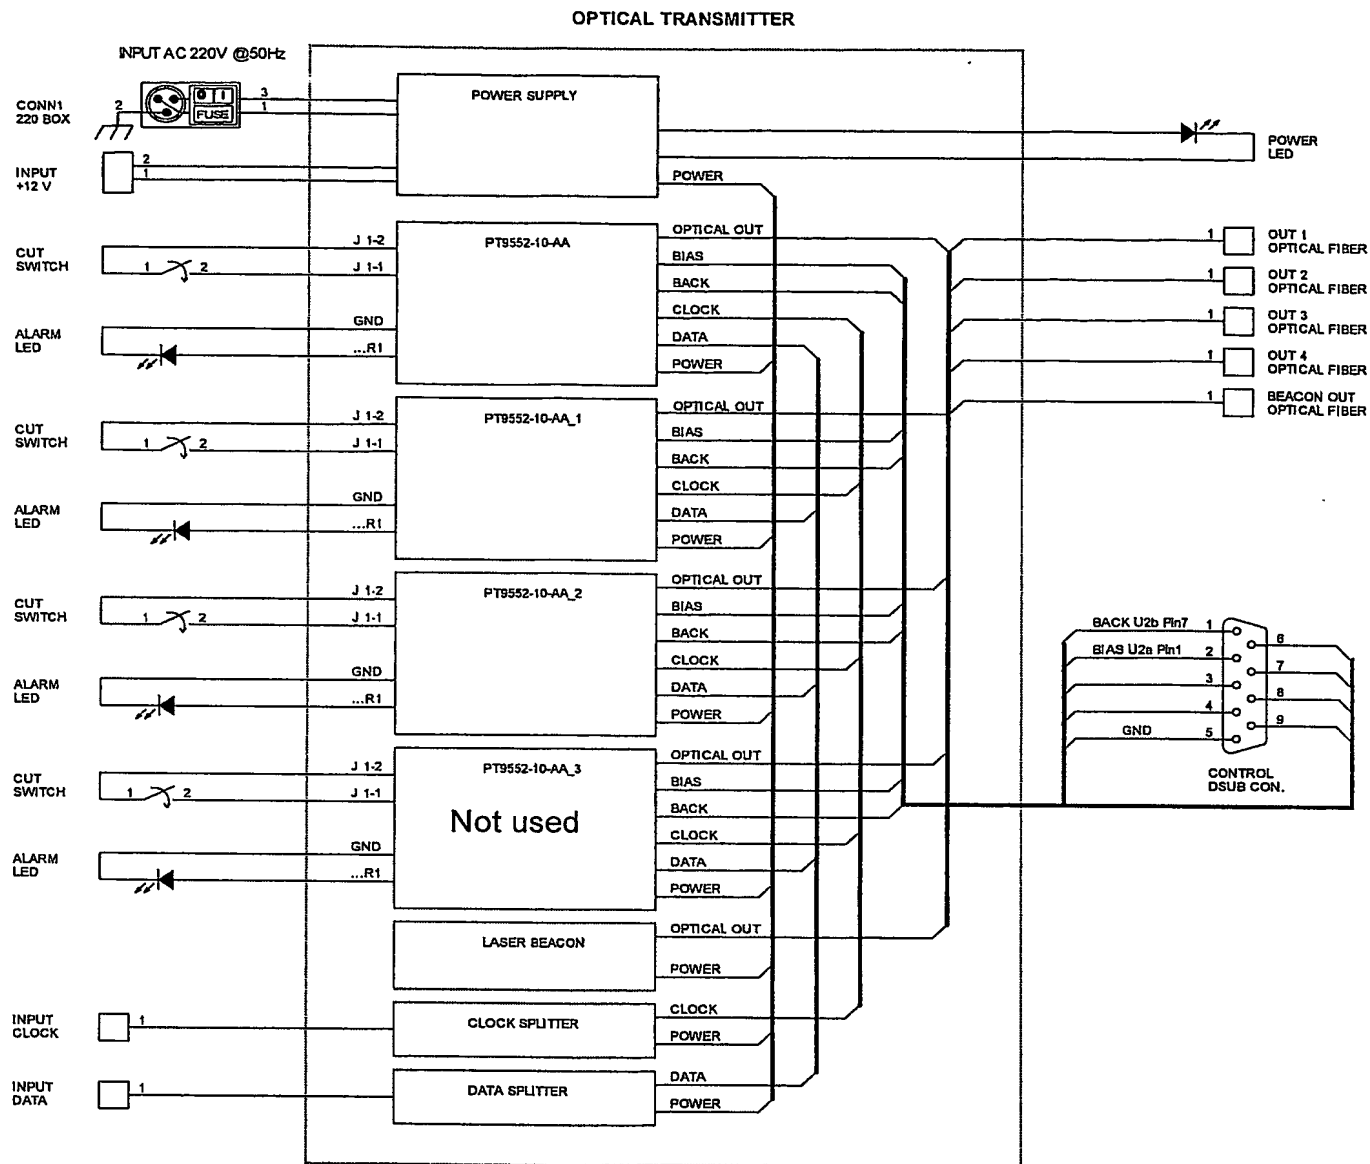 OPTICAL TRANSMITTER
INPUT AC 220V @50Hz
CONN1
220 BOX
2
0 1
FUSE
3
1
POWER SUPPLY
POWER
LED
INPUT
+12 V
2
1
POWER
CUT
SWITCH
1 2
J 1-2
J 1-1
PT9552-10-AA
OPTICAL OUT
BIAS
BACK
CLOCK
DATA
POWER
ALARM
LED
GND
...R1
1
OUT 1
OPTICAL FIBER
1
OUT 2
OPTICAL FIBER
1
OUT 3
OPTICAL FIBER
1
OUT 4
OPTICAL FIBER
1
BEACON OUT
OPTICAL FIBER
CUT
SWITCH
1 2
J 1-2
J 1-1
PT9552-10-AA_1
OPTICAL OUT
BIAS
BACK
CLOCK
DATA
POWER
ALARM
LED
GND
...R1
CUT
SWITCH
1 2
J 1-2
J 1-1
PT9552-10-AA_2
OPTICAL OUT
BIAS
BACK
CLOCK
DATA
POWER
ALARM
LED
GND
...R1
BACK U2b Pin7 1
BIAS U2a Pin1 2
3
4
GND 5
6
7
8
9
CONTROL
DSUB CON.
CUT
SWITCH
1 2
J 1-2
J 1-1
PT9552-10-AA_3
Not used
OPTICAL OUT
BIAS
BACK
CLOCK
DATA
POWER
ALARM
LED
GND
...R1
LASER BEACON
OPTICAL OUT
POWER
INPUT
CLOCK
1
CLOCK SPLITTER
CLOCK
POWER
INPUT
DATA
1
DATA SPLITTER
DATA
POWER